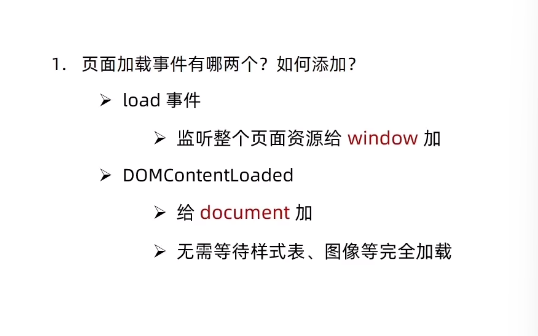 1. 页面加载事件有哪两个？如何添加？
➢ load 事件
➢ 监听整个页面资源给 window 加
➢ DOMContentLoaded
➢ 给 document 加
➢ 无需等待样式表、图像等完全加载